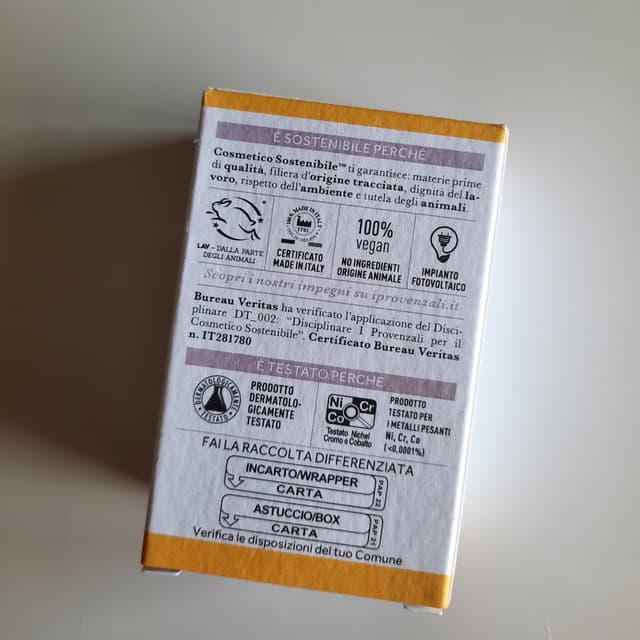 È SOSTENIBILE PERCHÉ
Cosmetico Sostenibile™ ti garantisce: materie prime
di qualità, filiera d'origine tracciata, dignità del la-
voro, rispetto dell'ambiente e tutela degli animali.
LAV – DALLA PARTE
DEGLI ANIMALI
100% MADE IN ITALY
CERTIFICATO
MADE IN ITALY
100%
vegan
NO INGREDIENTI
ORIGINE ANIMALE
IMPIANTO
FOTOVOLTAICO
Scopri i nostri impegni su iprovenzali.it
Bureau Veritas ha verificato l'applicazione del Disci-
plinare DT_002: "Disciplinare I Provenzali per il
Cosmetico Sostenibile". Certificato Bureau Veritas
n. IT281780
È TESTATO PERCHÉ
DERMATOLOGICAMENTE
TESTATO
PRODOTTO
DERMATOLO-
GICAMENTE
TESTATO
Ni Cr
Co
Testato Nichel
Cromo e Cobalto
PRODOTTO
TESTATO PER
I METALLI PESANTI
Ni, Cr, Co
(<0,0001%)
FAI LA RACCOLTA DIFFERENZIATA
INCARTO/WRAPPER
CARTA
PAP 22
ASTUCCIO/BOX
CARTA
PAP 21
Verifica le disposizioni del tuo Comune